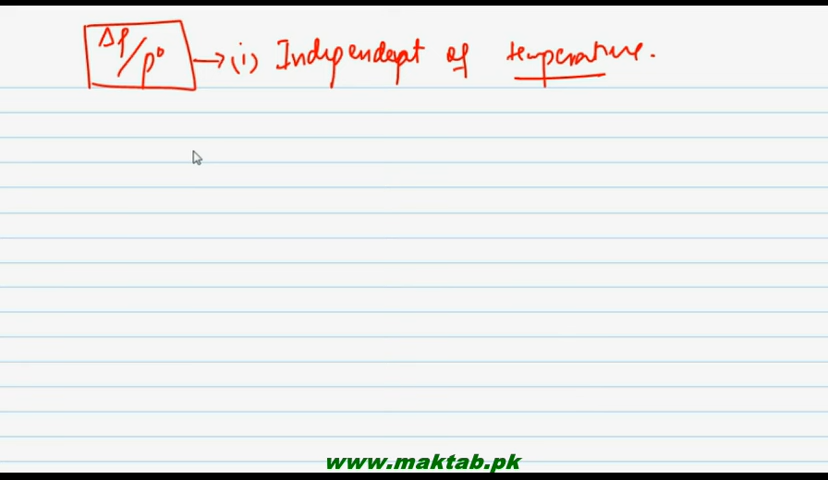 Δp/p° → (i) Independent of temperature.
www.maktab.pk